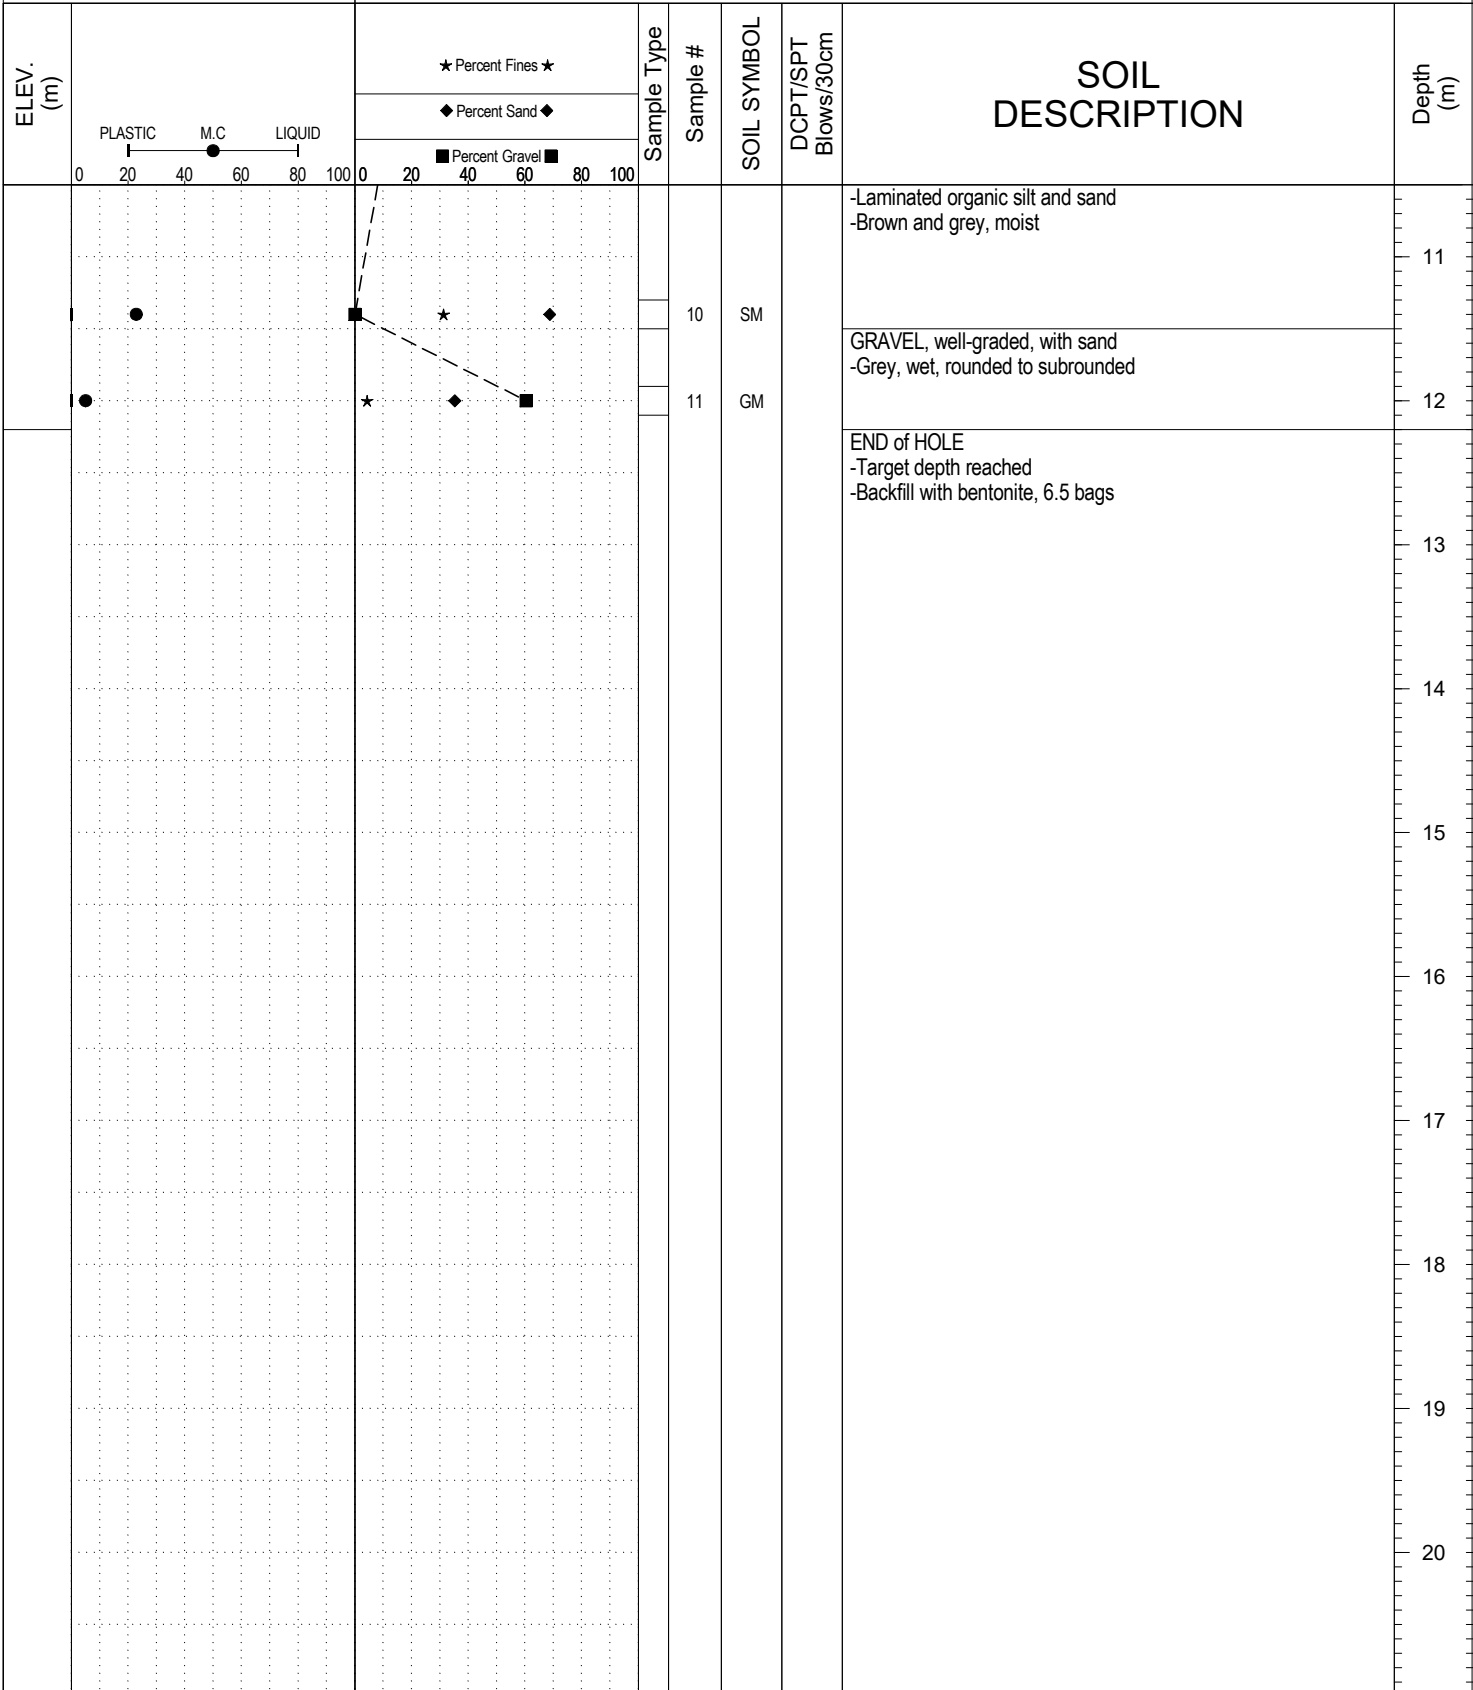 ELEV.
(m)
PLASTIC M.C LIQUID
0 20 40 60 80 100
★ Percent Fines ★
◆ Percent Sand ◆
■ Percent Gravel ■
0 20 40 60 80 100
Sample Type
Sample #
SOIL SYMBOL
DCPT/SPT
Blows/30cm
SOIL
DESCRIPTION
Depth
(m)
-Laminated organic silt and sand
-Brown and grey, moist
11
10 SM
GRAVEL, well-graded, with sand
-Grey, wet, rounded to subrounded
11 GM
12
END of HOLE
-Target depth reached
-Backfill with bentonite, 6.5 bags
13
14
15
16
17
18
19
20